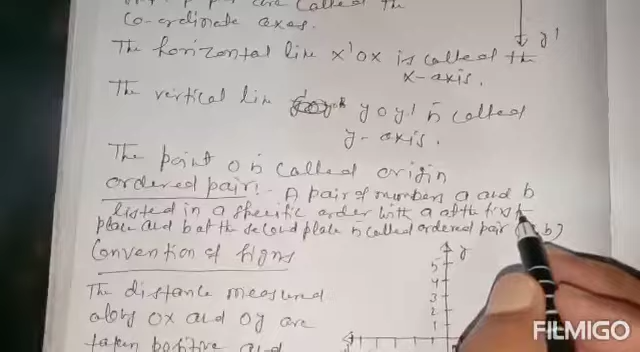 are called the
co-ordinate axes.
y'
The horizontal line x'ox is called the
x-axis.
The vertical line yoy' is called
y-axis.
The point o is called origin
ordered pair:- A pair of numbers a and b
listed in a specific order with a at the first
place and b at the second place is called ordered pair ( b)
Convention of signs
y
The distance measured
5
4
3
2
1
along ox and oy are
taken positive and
FILMIGO